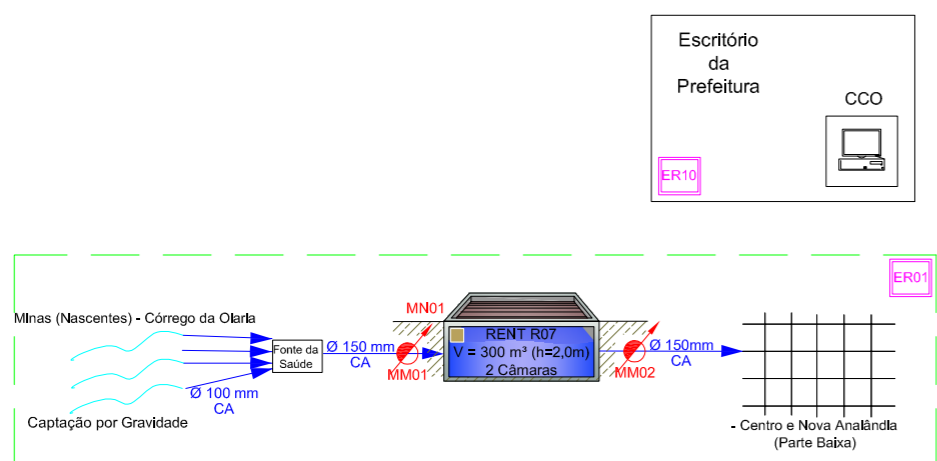 Escritório
da
Prefeitura
CCO
ER10
ER01
Minas (Nascentes) - Córrego da Olaria
MN01
RENT R07
V = 300 m³ (h=2,0m)
2 Câmaras
Fonte da
Saúde
Ø 150 mm
CA
MM01
Ø 150mm
CA
MM02
Ø 100 mm
CA
Captação por Gravidade
- Centro e Nova Analândia
(Parte Baixa)